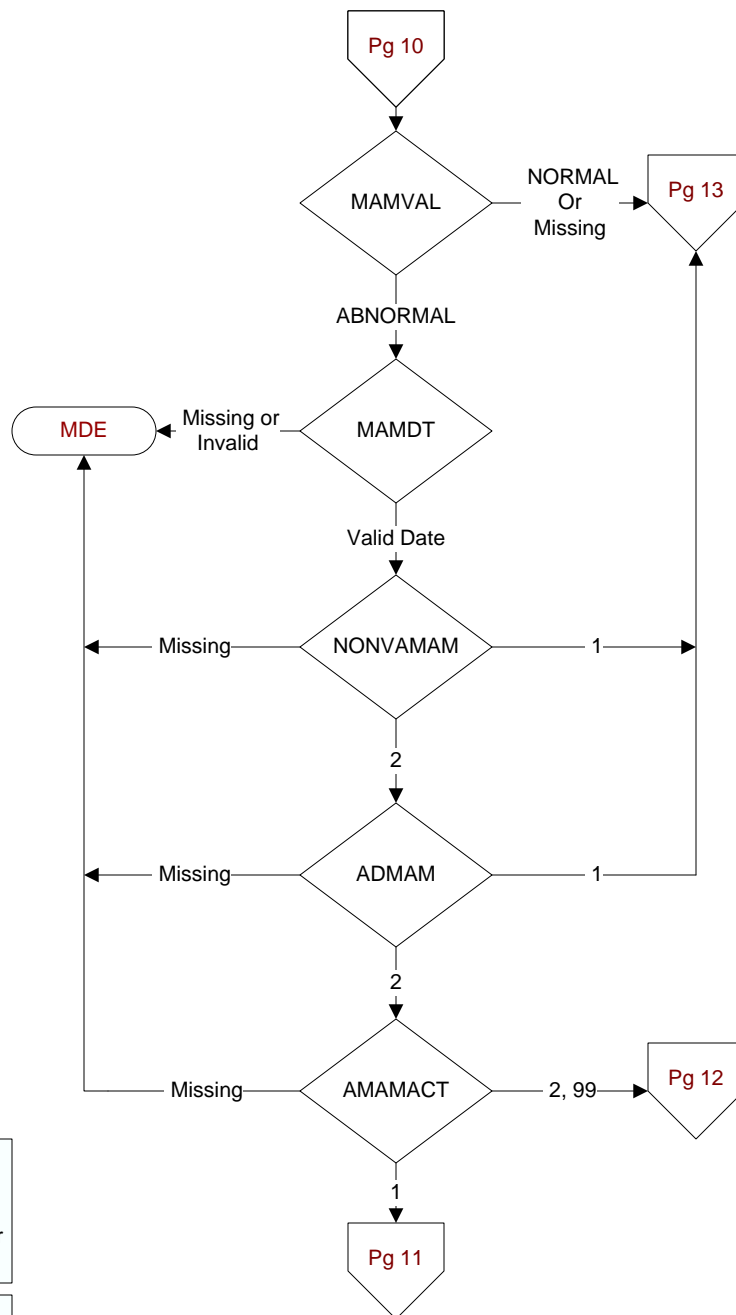 Pg 10
MAMVAL
NORMAL
Or
Missing
Pg 13
ABNORMAL
MDE
Missing or
Invalid
MAMDT
Valid Date
Missing
NONVAMAM
1
2
Missing
ADMAM
1
2
Missing
AMAMACT
2, 99
Pg 12
1
Pg 11